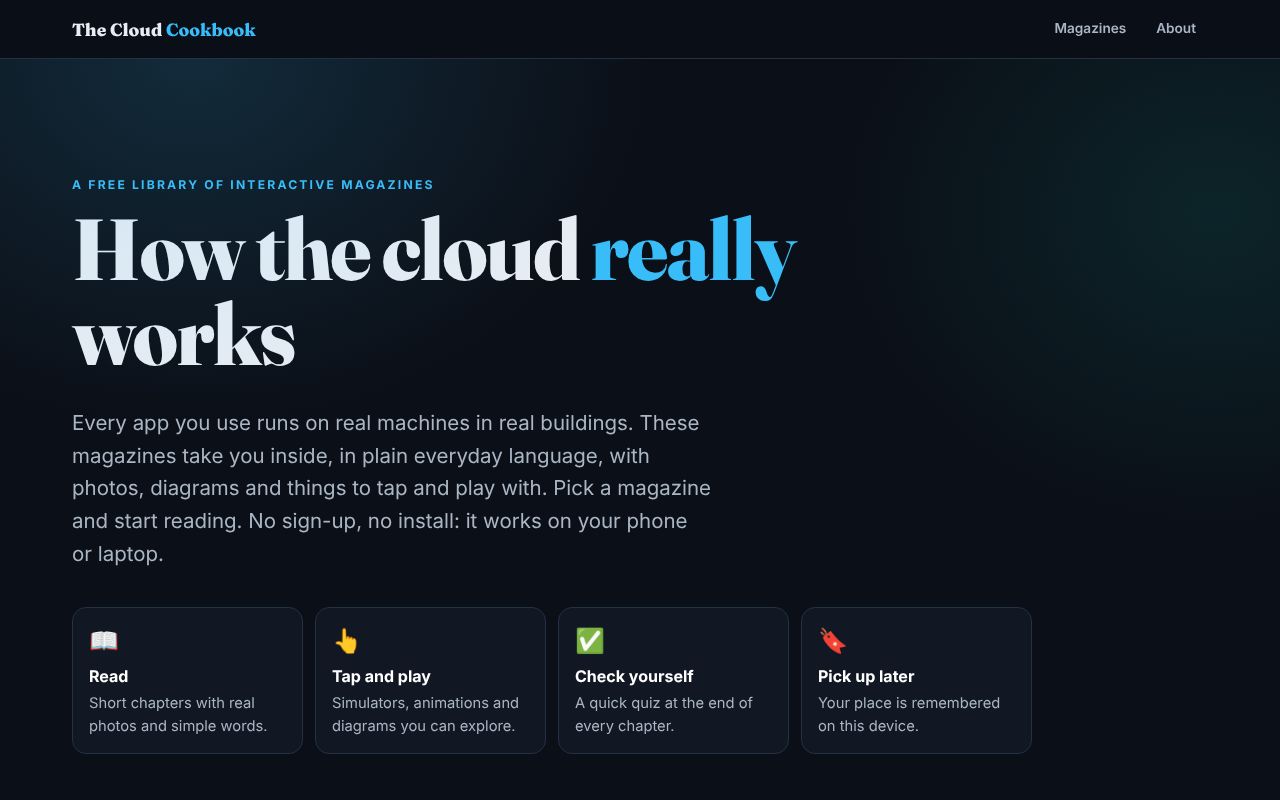 The Cloud Cookbook
Magazines
About
A FREE LIBRARY OF INTERACTIVE MAGAZINES
How the cloud really
works
Every app you use runs on real machines in real buildings. These
magazines take you inside, in plain everyday language, with
photos, diagrams and things to tap and play with. Pick a magazine
and start reading. No sign-up, no install: it works on your phone
or laptop.
Read
Short chapters with real
photos and simple words.
Tap and play
Simulators, animations and
diagrams you can explore.
Check yourself
A quick quiz at the end of
every chapter.
Pick up later
Your place is remembered
on this device.